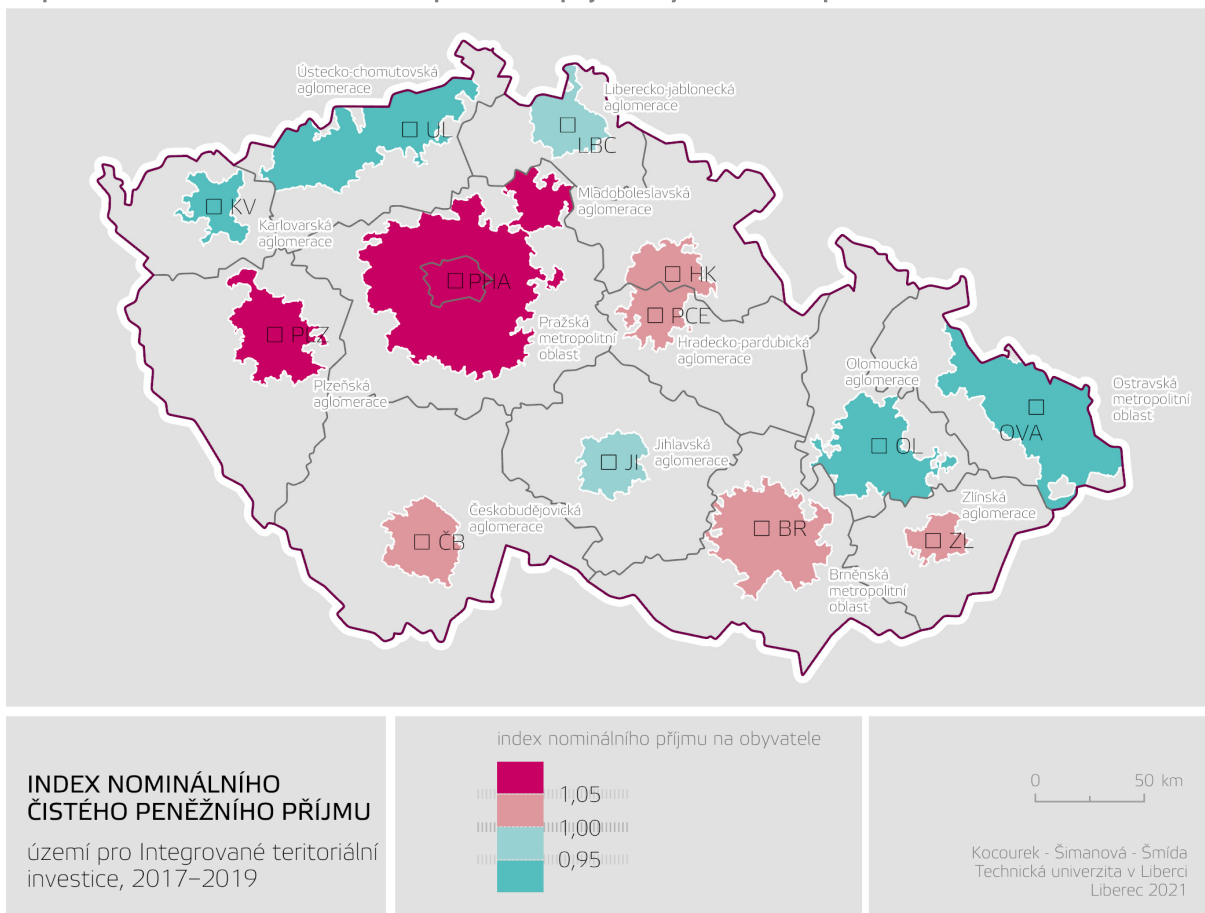 Ústecko-chomutovská
aglomerace
Liberecko-jablonecká
aglomerace
UL
LBC
Mladoboleslavská
aglomerace
KV
Karlovarská
aglomerace
PHA
HK
PCE
Hradecko-pardubická
aglomerace
Pražská
metropolitní
oblast
PLZ
Plzeňská
aglomerace
Olomoucká
aglomerace
Ostravská
metropolitní
oblast
OVA
OL
Jihlavská
aglomerace
JI
Českobudějovická
aglomerace
ČB
BR
Zlínská
aglomerace
ZL
Brněnská
metropolitní
oblast
INDEX NOMINÁLNÍHO
ČISTÉHO PENĚŽNÍHO PŘÍJMU
území pro Integrované teritoriální
investice, 2017–2019
index nominálního příjmu na obyvatele
1,05
1,00
0,95
0 50 km
Kocourek - Šimanová - Šmída
Technická univerzita v Liberci
Liberec 2021